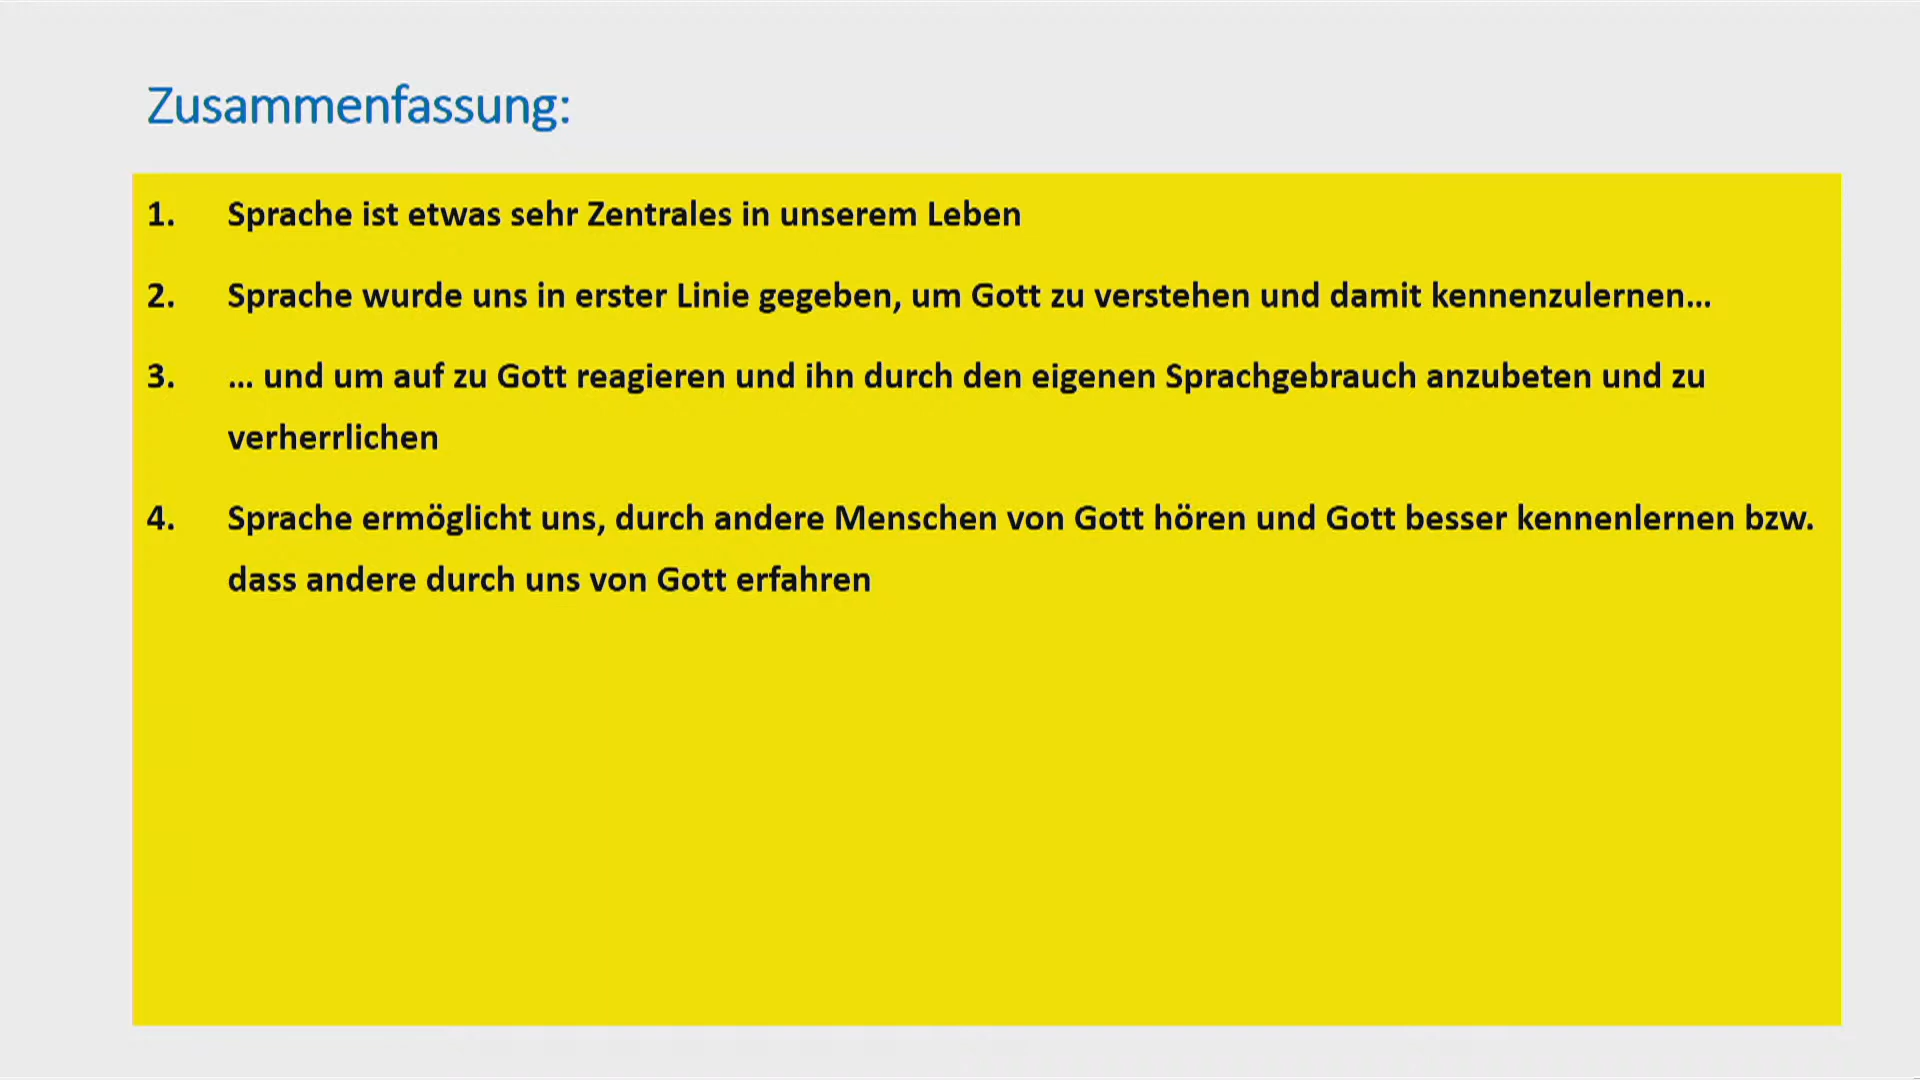 Zusammenfassung:
1. Sprache ist etwas sehr Zentrales in unserem Leben
2. Sprache wurde uns in erster Linie gegeben, um Gott zu verstehen und damit kennenzulernen...
3. ... und um auf zu Gott reagieren und ihn durch den eigenen Sprachgebrauch anzubeten und zu
verherrlichen
4. Sprache ermöglicht uns, durch andere Menschen von Gott hören und Gott besser kennenlernen bzw.
dass andere durch uns von Gott erfahren